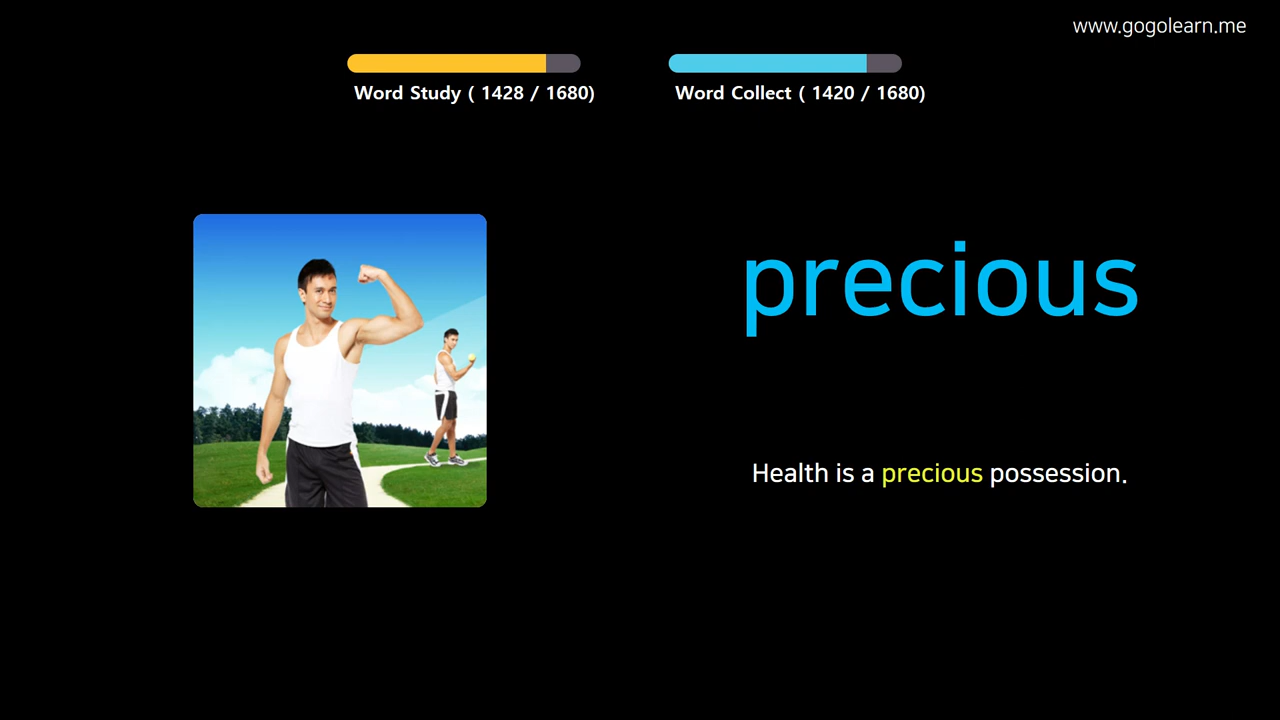 www.gogolearn.me
Word Study ( 1428 / 1680)
Word Collect ( 1420 / 1680)
precious
Health is a precious possession.